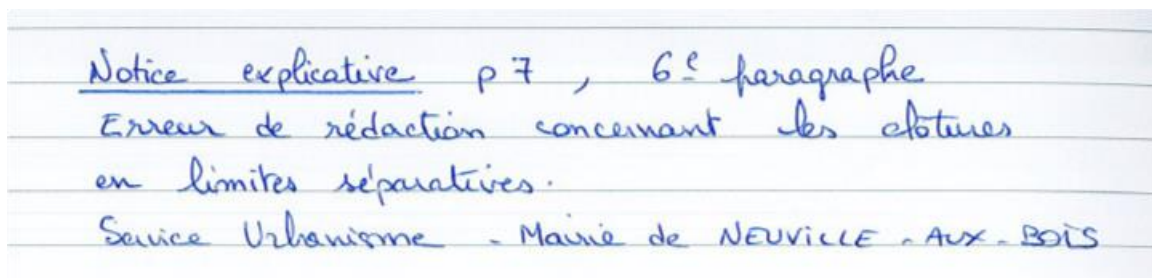 Notice explicative p 7, 6e paragraphe
Erreur de rédaction concernant les clôtures
en limites séparatives.
Service Urbanisme - Mairie de NEUVILLE-AUX-BOIS